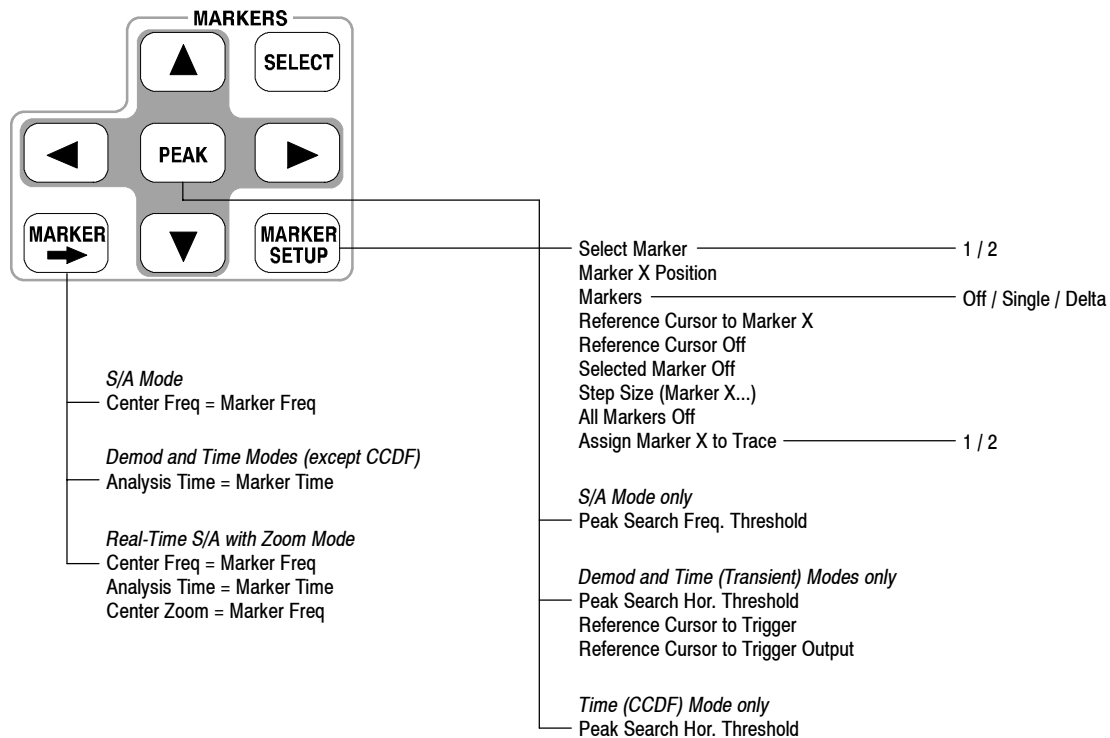 MARKERS
SELECT
PEAK
MARKER
MARKER
SETUP
Select Marker 1 / 2
Marker X Position
Markers Off / Single / Delta
Reference Cursor to Marker X
Reference Cursor Off
Selected Marker Off
Step Size (Marker X...)
All Markers Off
Assign Marker X to Trace 1 / 2
S/A Mode
Center Freq = Marker Freq
Demod and Time Modes (except CCDF)
Analysis Time = Marker Time
Real-Time S/A with Zoom Mode
Center Freq = Marker Freq
Analysis Time = Marker Time
Center Zoom = Marker Freq
S/A Mode only
Peak Search Freq. Threshold
Demod and Time (Transient) Modes only
Peak Search Hor. Threshold
Reference Cursor to Trigger
Reference Cursor to Trigger Output
Time (CCDF) Mode only
Peak Search Hor. Threshold